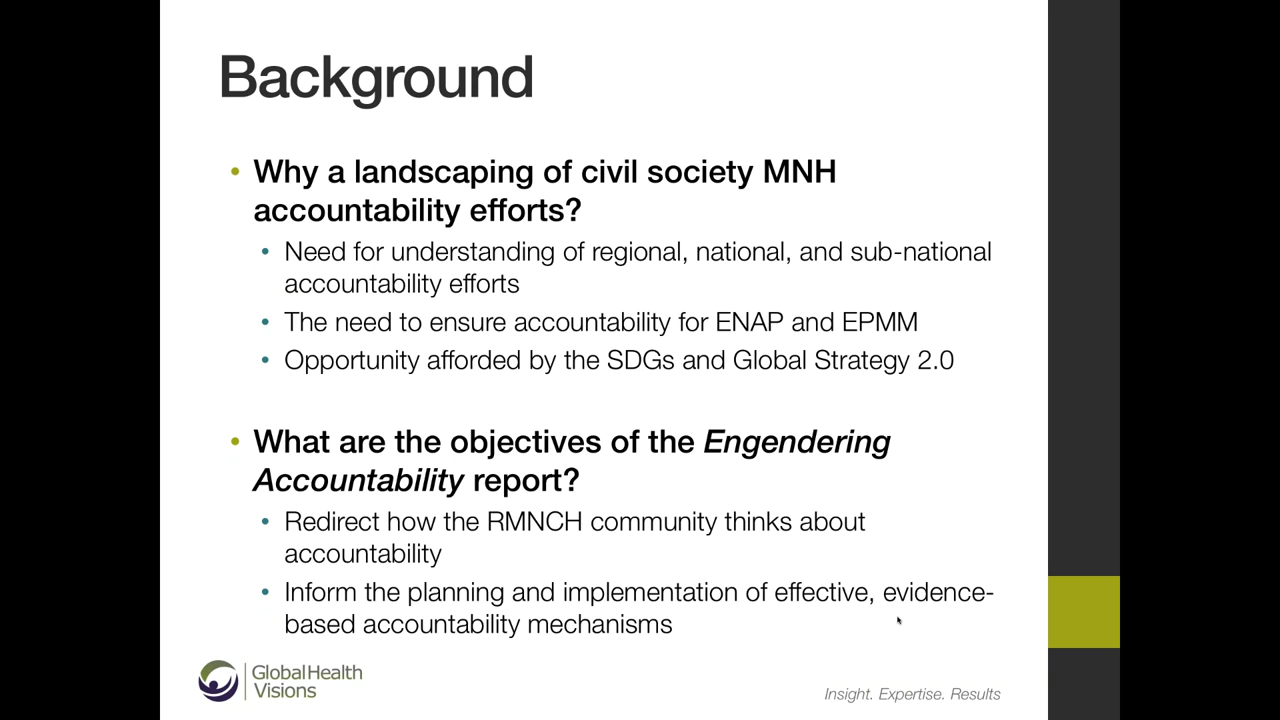 Background
• Why a landscaping of civil society MNH
accountability efforts?
• Need for understanding of regional, national, and sub-national
accountability efforts
• The need to ensure accountability for ENAP and EPMM
• Opportunity afforded by the SDGs and Global Strategy 2.0
• What are the objectives of the Engendering
Accountability report?
• Redirect how the RMNCH community thinks about
accountability
• Inform the planning and implementation of effective, evidence-
based accountability mechanisms
GlobalHealth
Visions
Insight. Expertise. Results